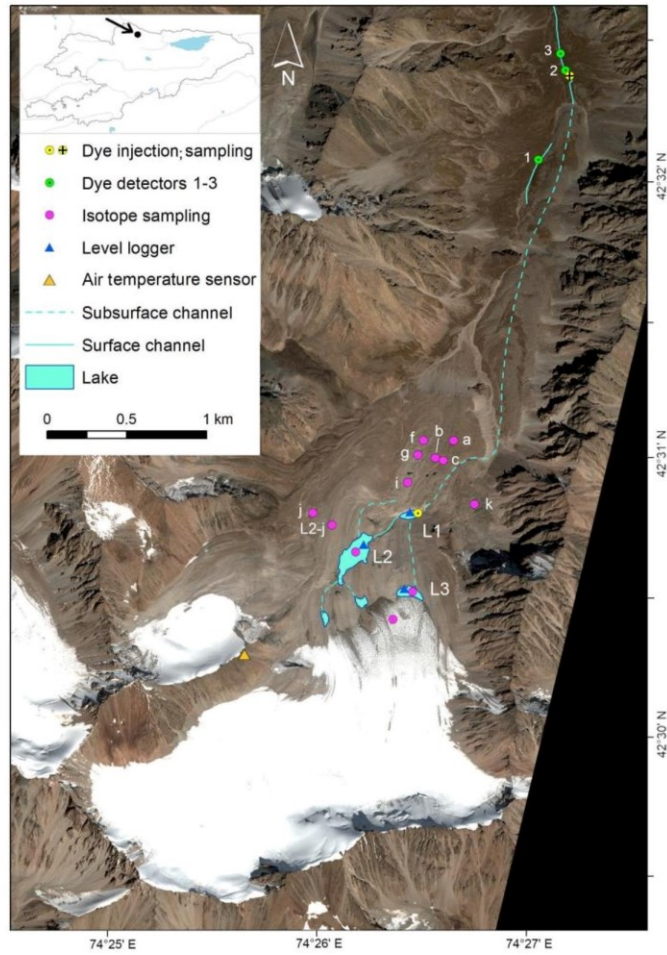 N
Dye injection; sampling
Dye detectors 1-3
Isotope sampling
Level logger
Air temperature sensor
Subsurface channel
Surface channel
Lake
0 0.5 1 km
3
2
1
42°32' N
f
b
a
g
c
42°31' N
i
j
k
L2-j
L1
L2
L3
42°30' N
74°25' E 74°26' E 74°27' E